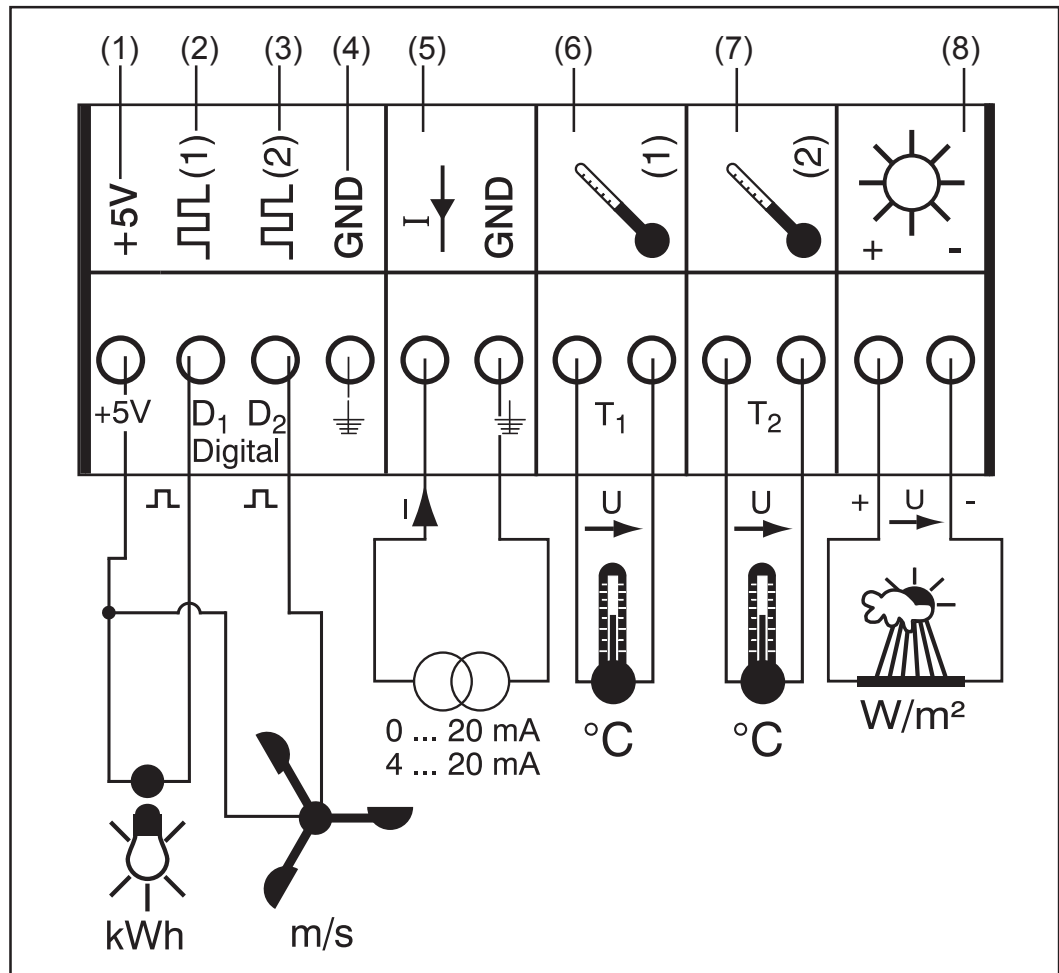 (1) (2) (3) (4) (5) (6) (7) (8)
+5V (1) (2) GND I GND (1) (2) + -
+5V D₁ D₂ T₁ T₂
Digital
I U U + U -
0 ... 20 mA
4 ... 20 mA
°C °C W/m²
kWh m/s